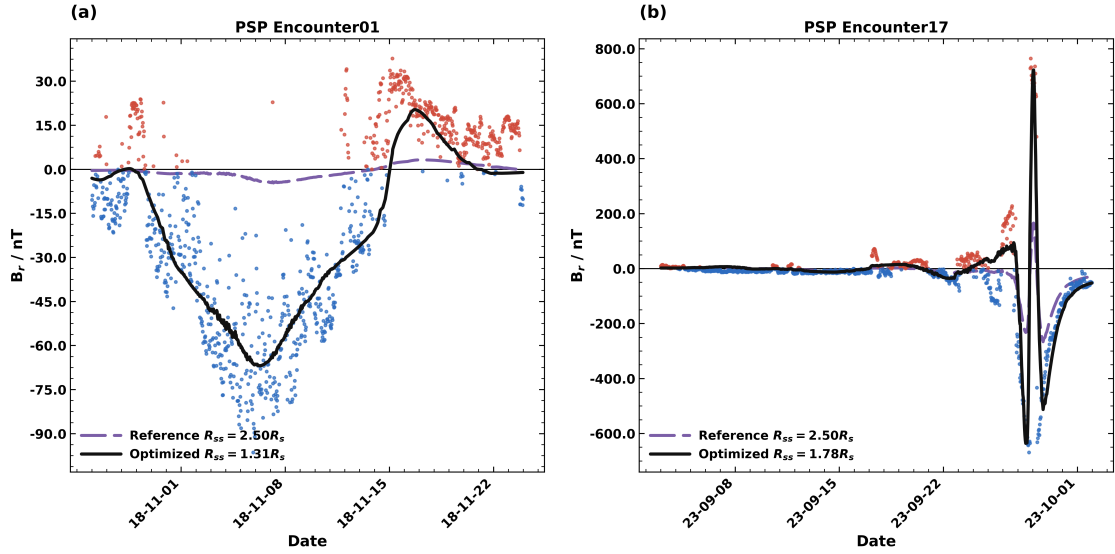 (a)
PSP Encounter01
30.0
15.0
0.0
-15.0
-30.0
-45.0
-60.0
-75.0
-90.0
B_r / nT
Reference R_ss = 2.50R_s
Optimized R_ss = 1.31R_s
18-11-01
18-11-08
18-11-15
18-11-22
Date
(b)
PSP Encounter17
800.0
600.0
400.0
200.0
0.0
-200.0
-400.0
-600.0
B_r / nT
Reference R_ss = 2.50R_s
Optimized R_ss = 1.78R_s
23-09-08
23-09-15
23-09-22
23-10-01
Date